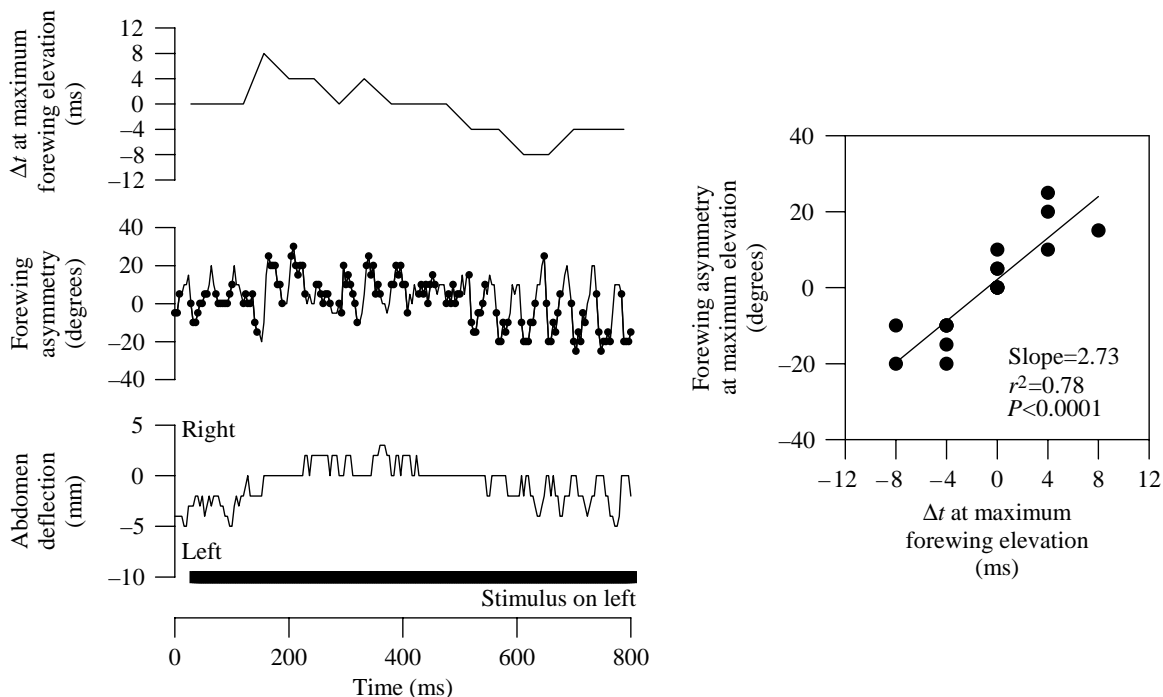 Δt at maximum
forewing elevation
(ms)
12
8
4
0
−4
−8
−12
Forewing
asymmetry
(degrees)
40
20
0
−20
−40
Abdomen
deflection
(mm)
5
0
−5
−10
Right
Left
Stimulus on left
0 200 400 600 800
Time (ms)
Forewing asymmetry
at maximum elevation
(degrees)
40
20
0
−20
−40
Slope=2.73
r²=0.78
P<0.0001
−12 −8 −4 0 4 8 12
Δt at maximum
forewing elevation
(ms)